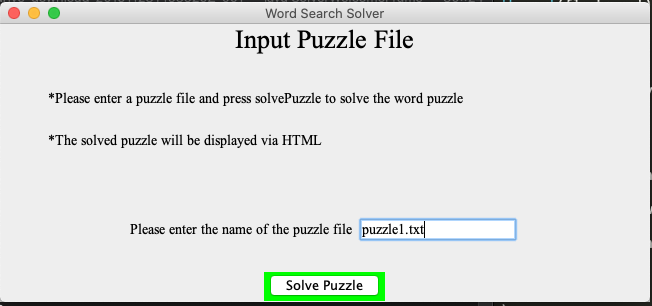 Word Search Solver
Input Puzzle File
*Please enter a puzzle file and press solvePuzzle to solve the word puzzle
*The solved puzzle will be displayed via HTML
Please enter the name of the puzzle file puzzle1.txt
Solve Puzzle